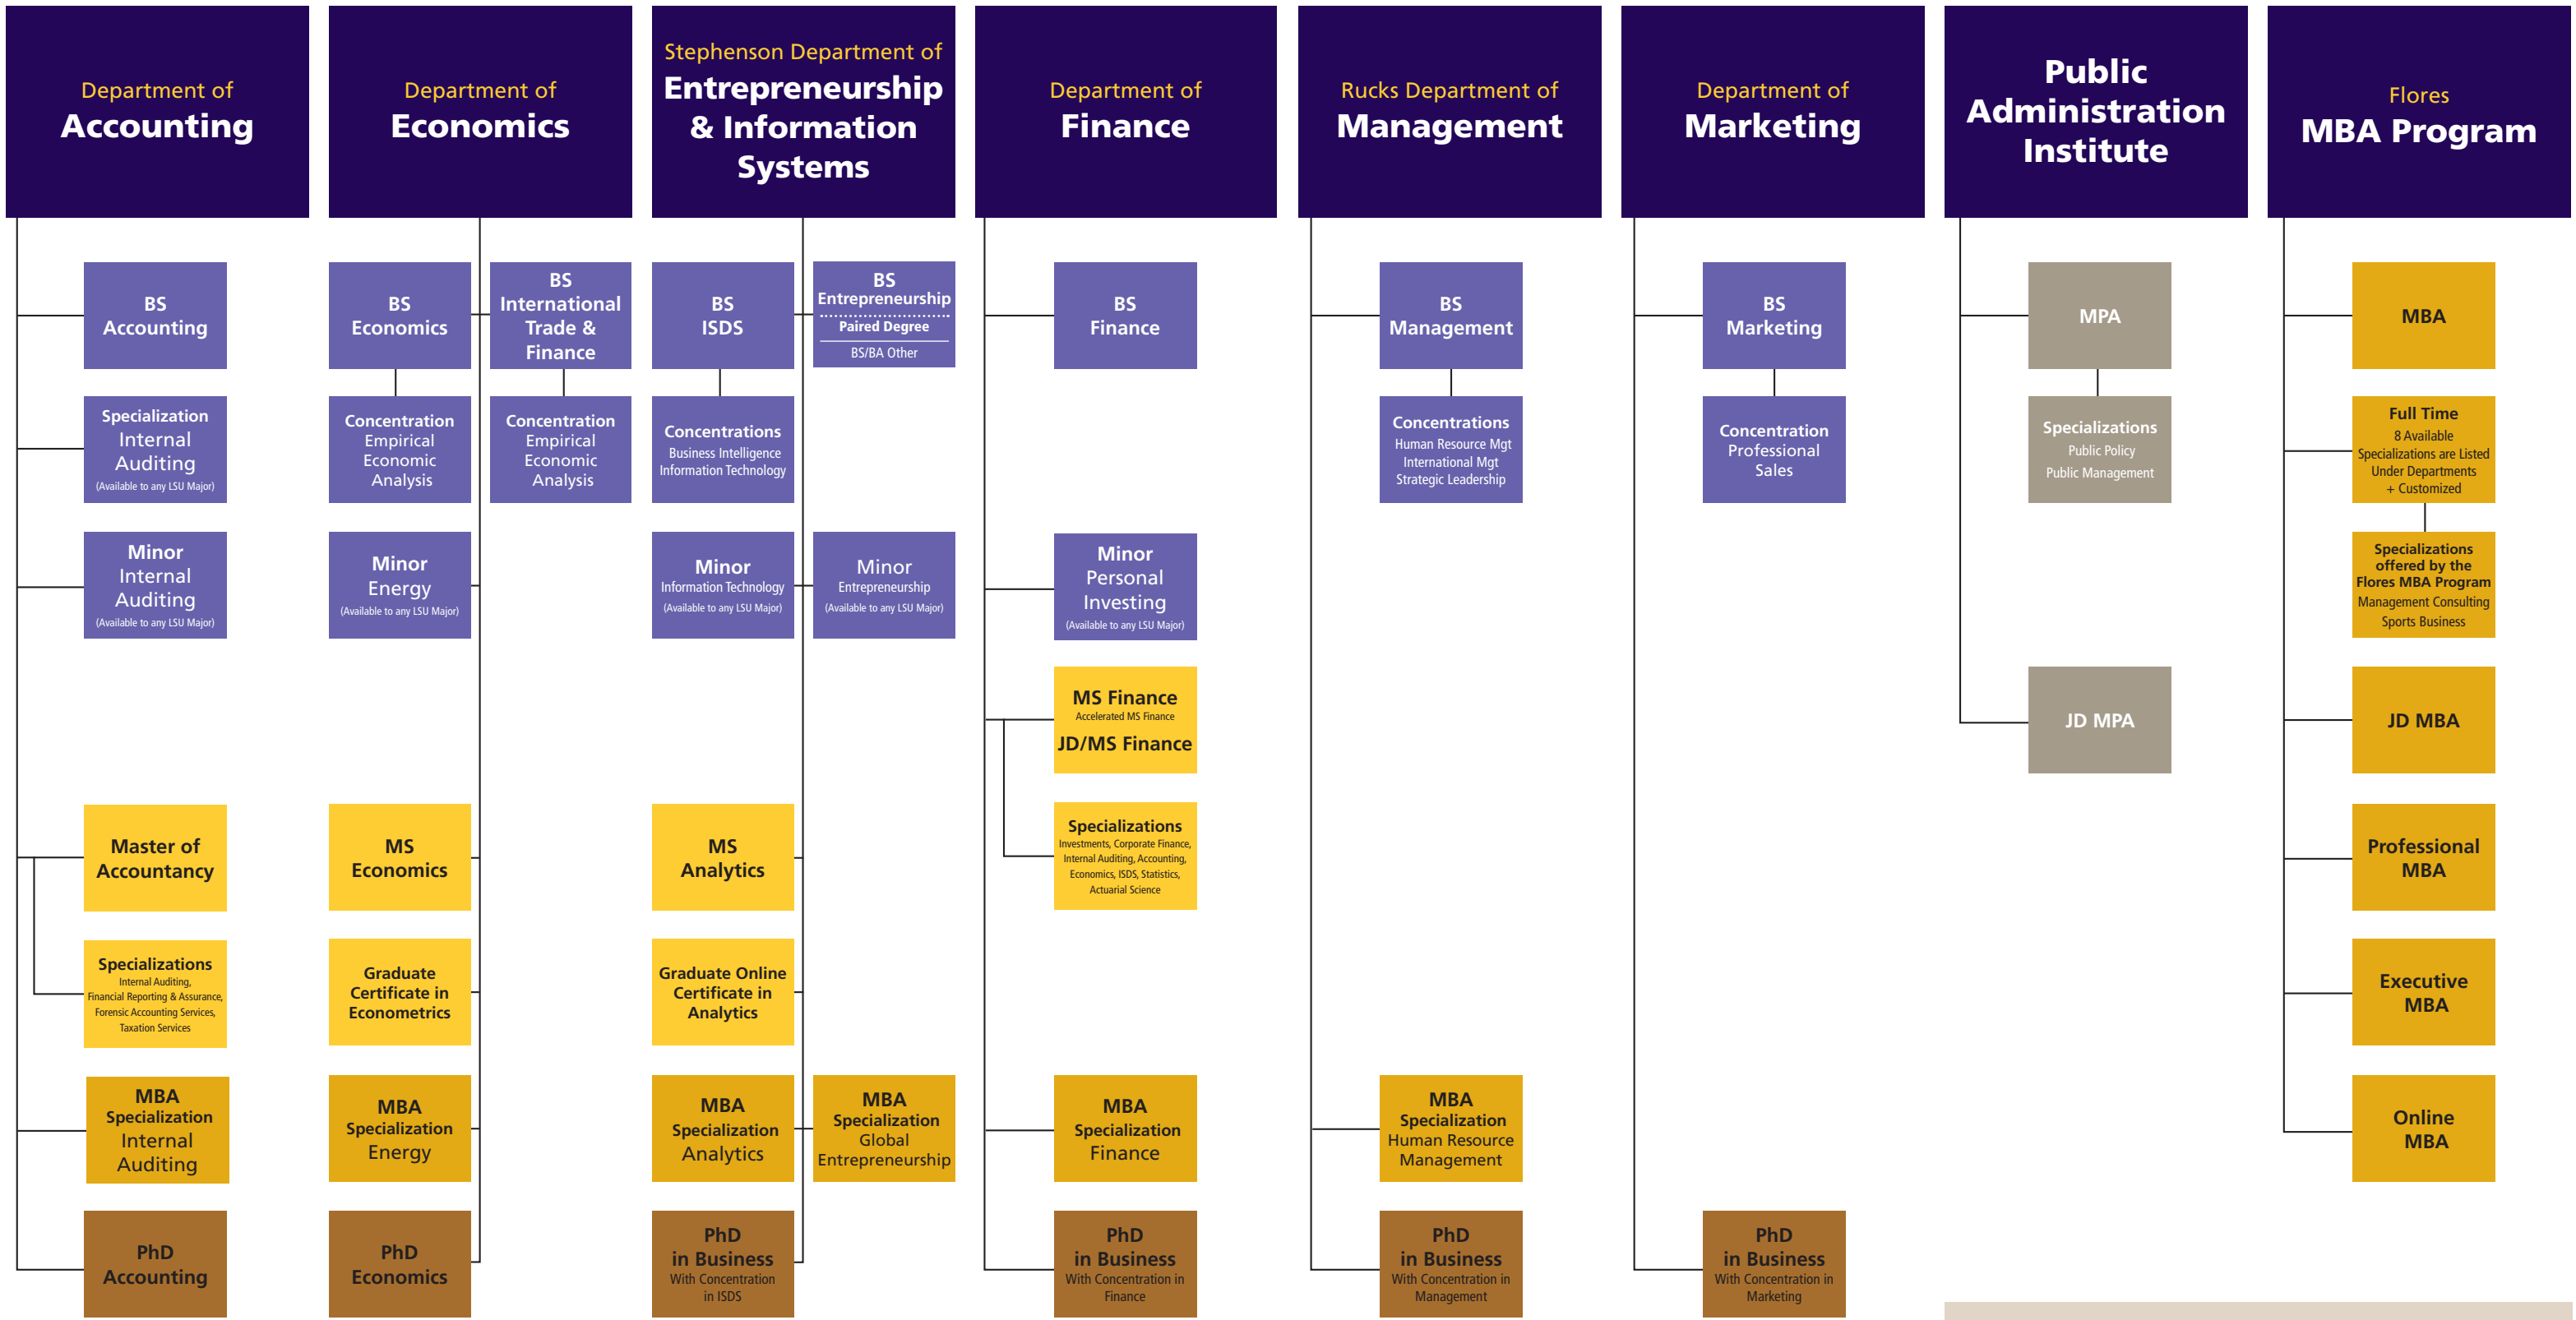 Department of
Accounting
Department of
Economics
Stephenson Department of
Entrepreneurship
& Information
Systems
Department of
Finance
Rucks Department of
Management
Department of
Marketing
Public
Administration
Institute
Flores
MBA Program
BS
Accounting
BS
Economics
BS
International
Trade &
Finance
BS
ISDS
BS
Entrepreneurship
Paired Degree
BS/BA Other
BS
Finance
BS
Management
BS
Marketing
MPA
MBA
Specialization
Internal
Auditing
(Available to any LSU Major)
Concentration
Empirical
Economic
Analysis
Concentration
Empirical
Economic
Analysis
Concentrations
Business Intelligence
Information Technology
Concentrations
Human Resource Mgt
International Mgt
Strategic Leadership
Concentration
Professional
Sales
Specializations
Public Policy
Public Management
Full Time
8 Available
Specializations are Listed
Under Departments
+ Customized
Minor
Internal
Auditing
(Available to any LSU Major)
Minor
Energy
(Available to any LSU Major)
Minor
Information Technology
(Available to any LSU Major)
Minor
Entrepreneurship
(Available to any LSU Major)
Minor
Personal
Investing
(Available to any LSU Major)
Specializations
offered by the
Flores MBA Program
Management Consulting
Sports Business
MS Finance
Accelerated MS Finance
JD/MS Finance
JD MPA
JD MBA
Master of
Accountancy
MS
Economics
MS
Analytics
Specializations
Investments, Corporate Finance,
Internal Auditing, Accounting,
Economics, ISDS, Statistics,
Actuarial Science
Professional
MBA
Specializations
Internal Auditing,
Financial Reporting & Assurance,
Forensic Accounting Services,
Taxation Services
Graduate
Certificate in
Econometrics
Graduate Online
Certificate in
Analytics
Executive
MBA
MBA
Specialization
Internal
Auditing
MBA
Specialization
Energy
MBA
Specialization
Analytics
MBA
Specialization
Global
Entrepreneurship
MBA
Specialization
Finance
MBA
Specialization
Human Resource
Management
Online
MBA
PhD
Accounting
PhD
Economics
PhD
in Business
With Concentration
in ISDS
PhD
in Business
With Concentration in
Finance
PhD
in Business
With Concentration in
Management
PhD
in Business
With Concentration in
Marketing